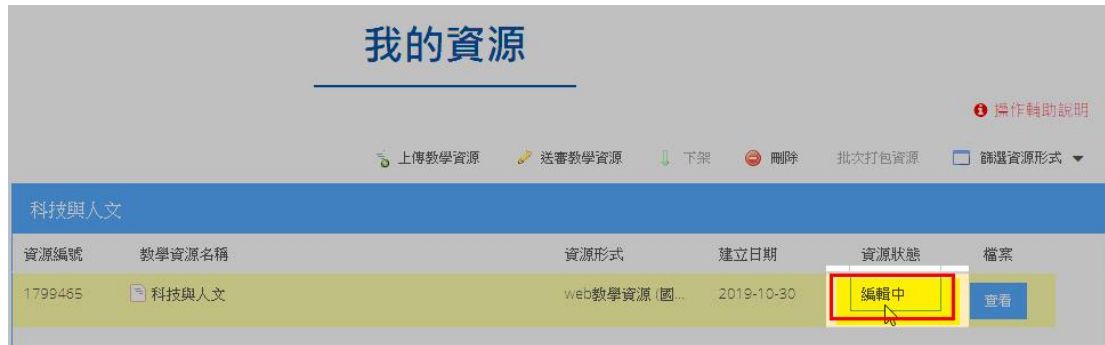 我的資源
操作輔助說明
上傳教學資源 送審教學資源 下架 刪除 批次打包資源 篩選資源形式
科技與人文
資源編號 教學資源名稱 資源形式 建立日期 資源狀態 檔案
1799465 科技與人文 web教學資源 (國... 2019-10-30 編輯中 查看